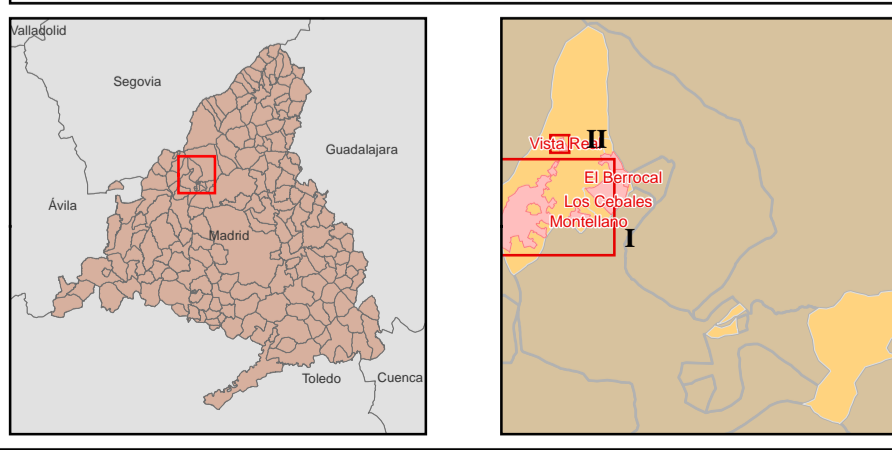 Valladolid
Segovia
Guadalajara
Ávila
Madrid
Toledo
Cuenca
Vista Real
II
El Berrocal
Los Cebales
Montellano
I